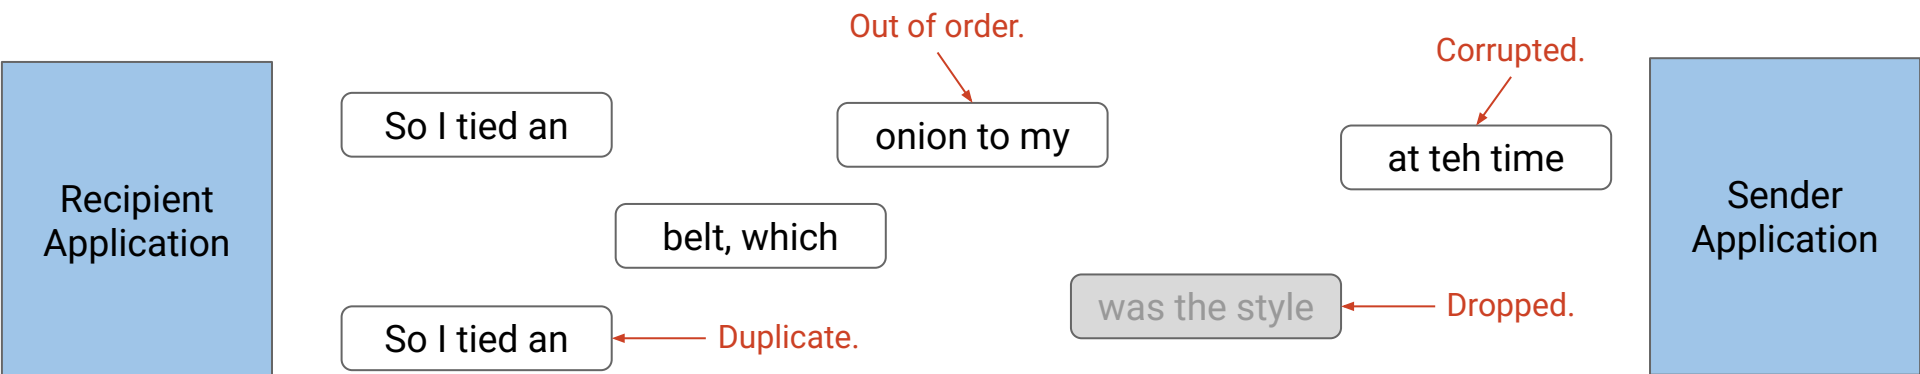 Out of order.
Corrupted.
So I tied an
onion to my
at teh time
Recipient
Application
Sender
Application
belt, which
was the style
Dropped.
So I tied an
Duplicate.